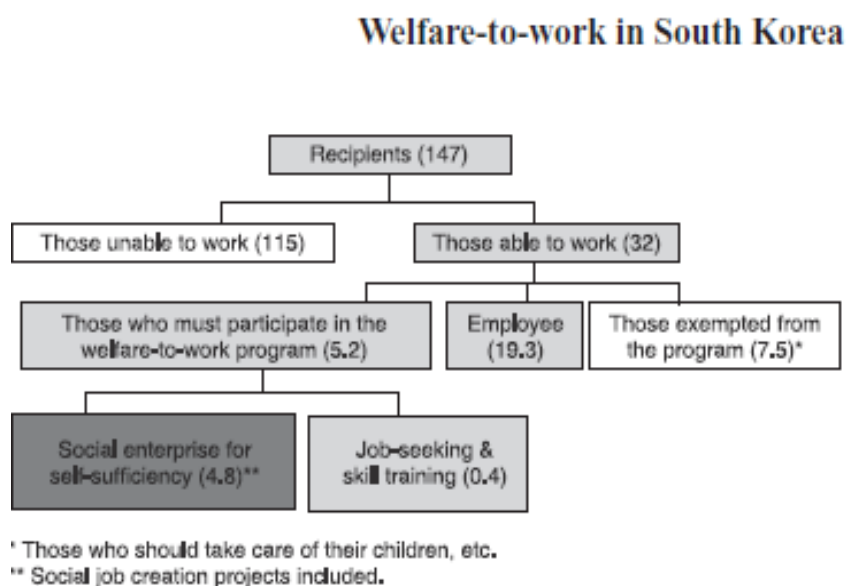 Welfare-to-work in South Korea
Recipients (147)
Those unable to work (115)
Those able to work (32)
Those who must participate in the
welfare-to-work program (5.2)
Employee
(19.3)
Those exempted from
the program (7.5)*
Social enterprise for
self-sufficiency (4.8)**
Job-seeking &
skill training (0.4)
* Those who should take care of their children, etc.
** Social job creation projects included.